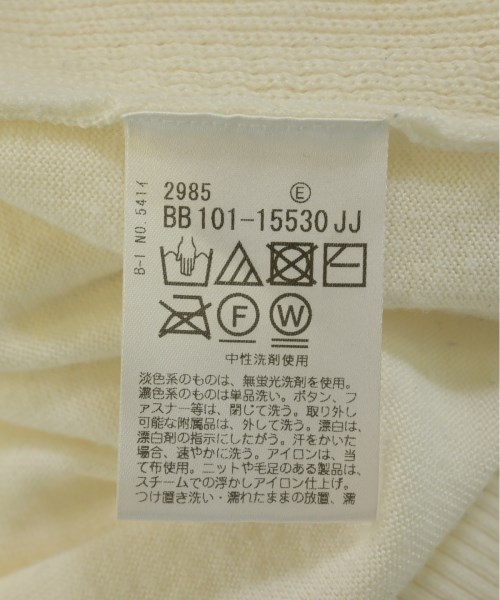 B-I NO. 541イ
2985 Ⓔ
BB 101-15530 JJ
F W
中性洗剤使用
淡色系のものは、無蛍光洗剤を使用。
濃色系のものは単品洗い。ボタン、フ
ァスナー等は、閉じて洗う。取り外し
可能な附属品は、外して洗う。漂白は、
漂白剤の指示にしたがう。汗をかいた
場合、速やかに洗う。アイロンは、当
て布使用。ニットや毛足のある製品は、
スチームでの浮かしアイロン仕上げ。
つけ置き洗い・濡れたままの放置、濡